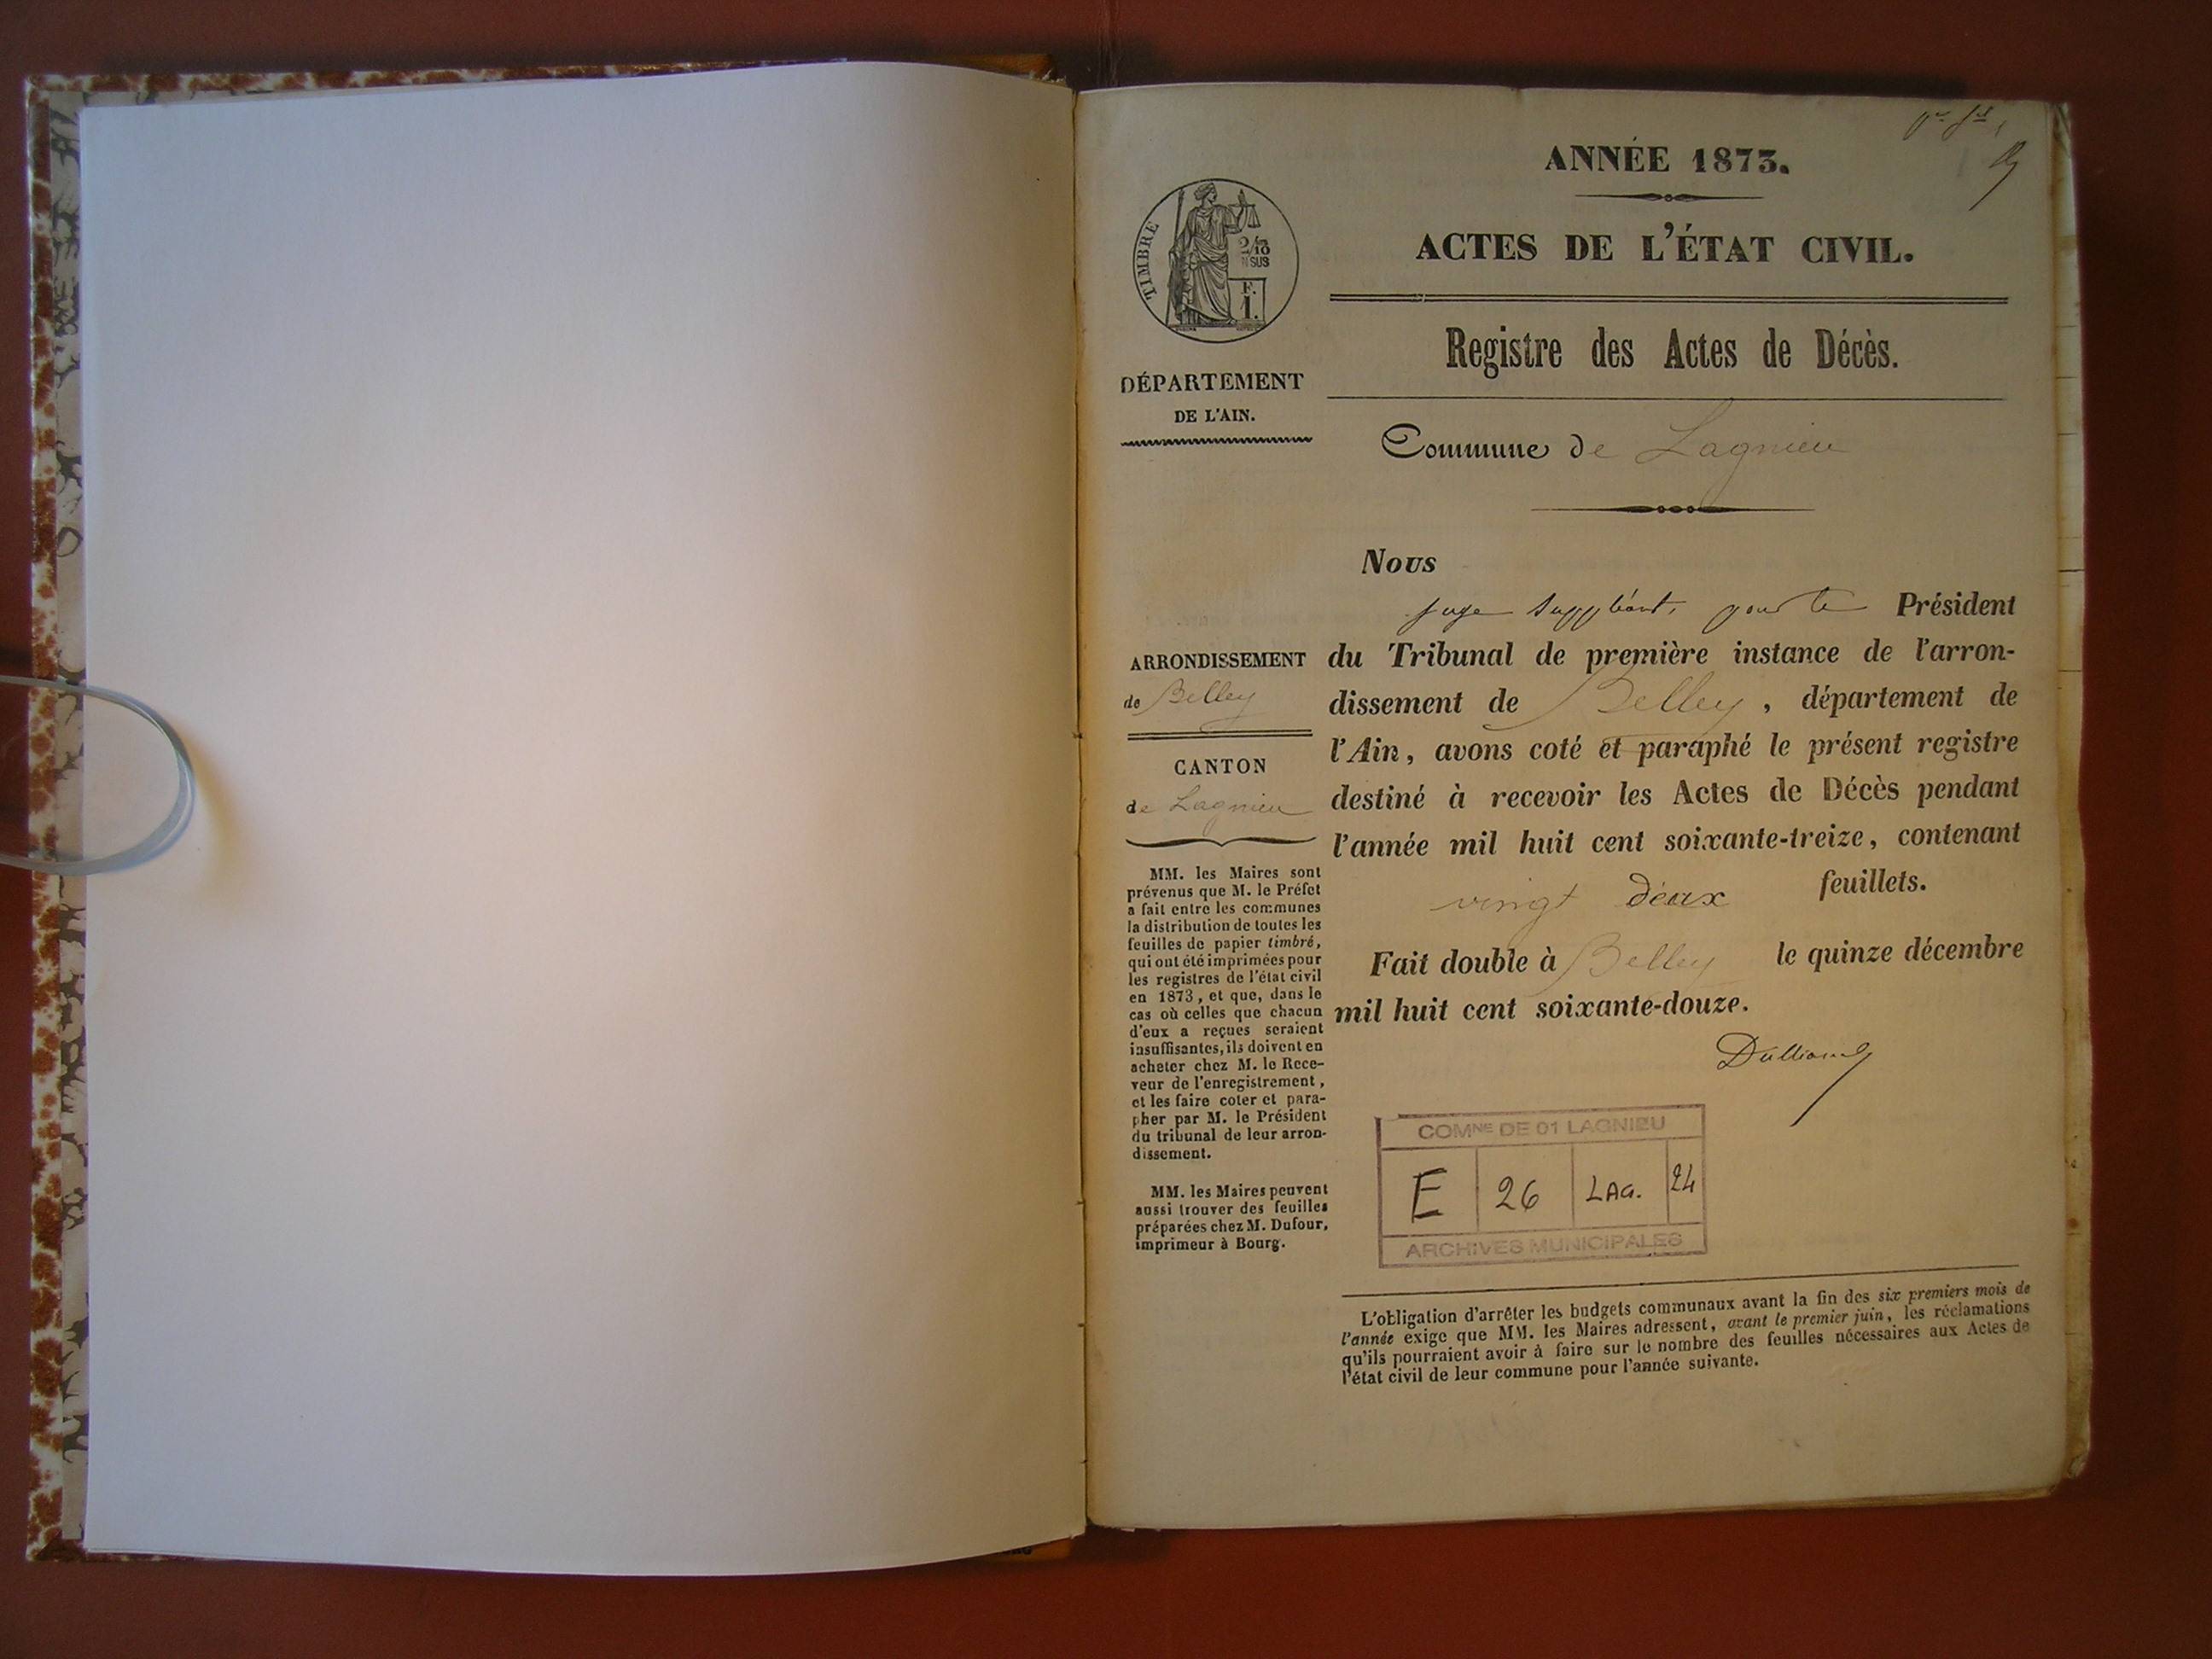 ANNÉE 1873.
ACTES DE L'ÉTAT CIVIL.
Registre des Actes de Décès.
Commune de Lagnieu
TIMBRE
2/10
N SUS
F.
1.
DÉPARTEMENT
DE L'AIN.
ARRONDISSEMENT
de Belley
CANTON
de Lagnieu
MM. les Maires sont
prévenus que M. le Préfet
a fait entre les communes
la distribution de toutes les
feuilles de papier timbré,
qui ont été imprimées pour
les registres de l'état civil
en 1873, et que, dans le
cas où celles que chacun
d'eux a reçues seraient
insuffisantes, ils doivent en
acheter chez M. le Rece-
veur de l'enregistrement,
et les faire coter et para-
pher par M. le Président
du tribunal de leur arron-
dissement.
MM. les Maires peuvent
aussi trouver des feuilles
préparées chez M. Dufour,
imprimeur à Bourg.
Nous
juge suppléant, pour le Président
du Tribunal de première instance de l'arron-
dissement de Belley, département de
l'Ain, avons coté et paraphé le présent registre
destiné à recevoir les Actes de Décès pendant
l'année mil huit cent soixante-treize, contenant
vingt deux feuillets.
Fait double à Belley le quinze décembre
mil huit cent soixante-douze.
COMNE DE 01 LAGNIEU
E 26 LAG. 24
ARCHIVES MUNICIPALES
L'obligation d'arrêter les budgets communaux avant la fin des six premiers mois de
l'année exige que MM. les Maires adressent, avant le premier juin, les réclamations
qu'ils pourraient avoir à faire sur le nombre des feuilles nécessaires aux Actes de
l'état civil de leur commune pour l'année suivante.